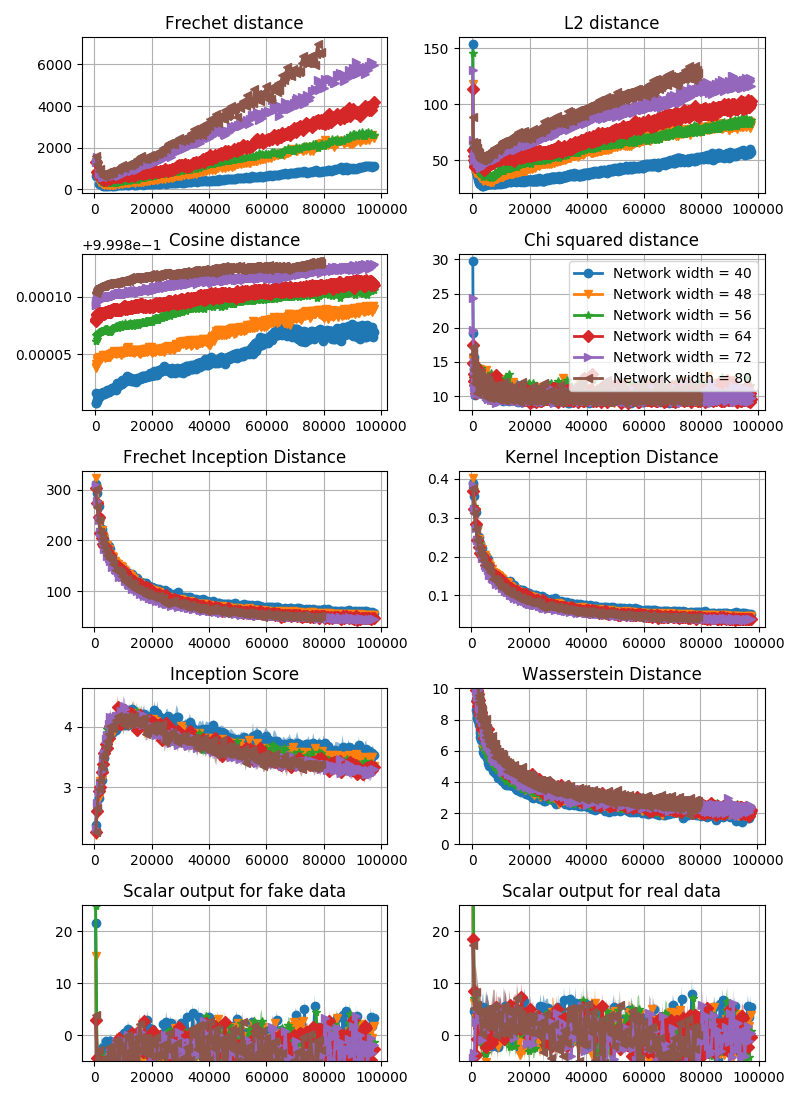 Frechet distance
6000
4000
2000
0
0 20000 40000 60000 80000 100000
L2 distance
150
100
50
0 20000 40000 60000 80000 100000
+9.998e−1
Cosine distance
0.00010
0.00005
0 20000 40000 60000 80000 100000
Chi squared distance
30
25
20
15
10
0 20000 40000 60000 80000 100000
Network width = 40
Network width = 48
Network width = 56
Network width = 64
Network width = 72
Network width = 80
Frechet Inception Distance
300
200
100
0 20000 40000 60000 80000 100000
Kernel Inception Distance
0.4
0.3
0.2
0.1
0 20000 40000 60000 80000 100000
Inception Score
4
3
0 20000 40000 60000 80000 100000
Wasserstein Distance
10
8
6
4
2
0
0 20000 40000 60000 80000 100000
Scalar output for fake data
20
10
0
0 20000 40000 60000 80000 100000
Scalar output for real data
20
10
0
0 20000 40000 60000 80000 100000